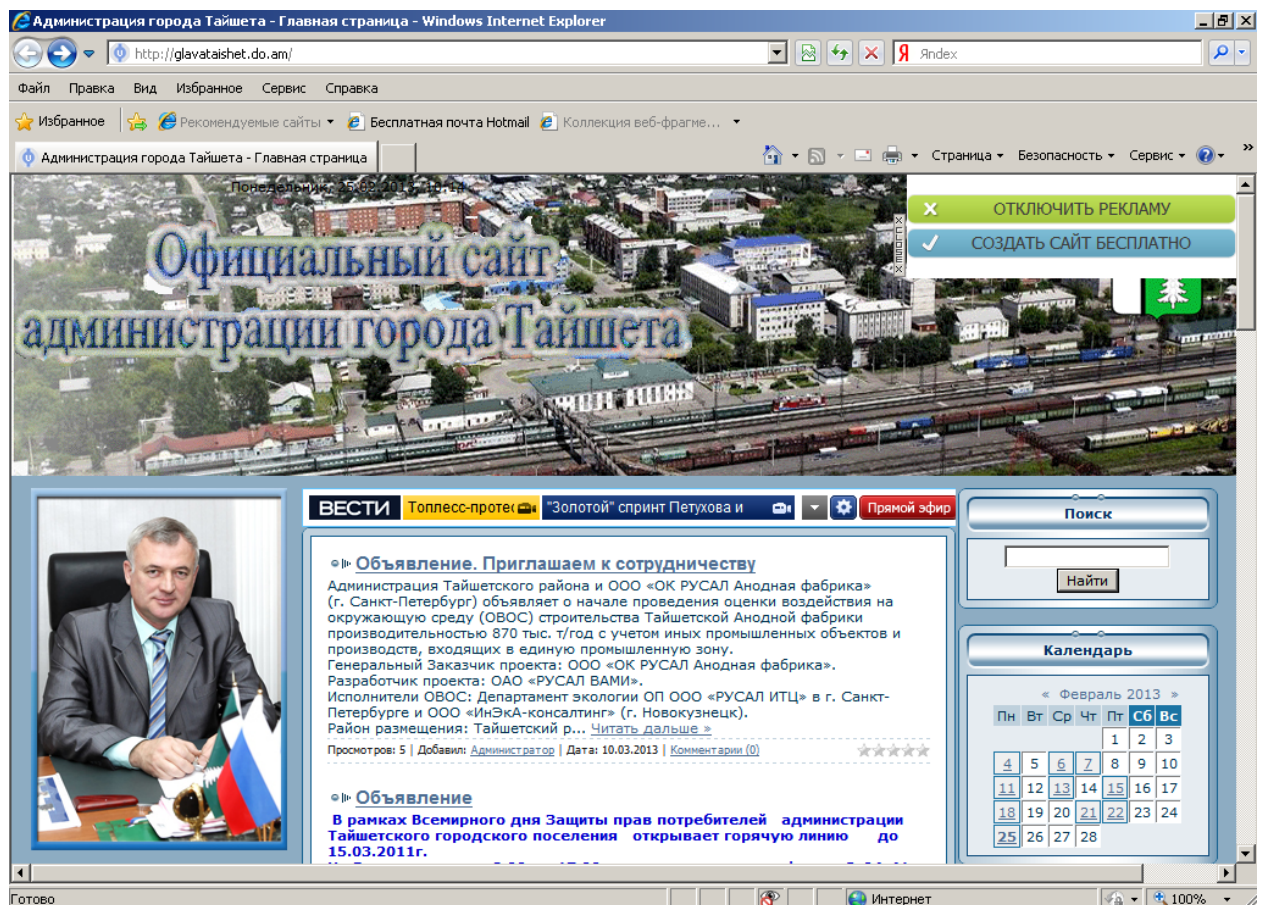 Администрация города Тайшета - Главная страница - Windows Internet Explorer
http://glavataishet.do.am/
Я Яndex
Файл Правка Вид Избранное Сервис Справка
Избранное Рекомендуемые сайты Бесплатная почта Hotmail Коллекция веб-фрагме...
Администрация города Тайшета - Главная страница
Страница Безопасность Сервис »
Понедельник, 25.02.2013, 10:14
X CLOSE X
ОТКЛЮЧИТЬ РЕКЛАМУ
СОЗДАТЬ САЙТ БЕСПЛАТНО
Официальный сайт
администрации города Тайшета
ВЕСТИ Топлесс-протес "Золотой" спринт Петухова и Прямой эфир
Объявление. Приглашаем к сотрудничеству
Администрация Тайшетского района и ООО «ОК РУСАЛ Анодная фабрика»
(г. Санкт-Петербург) объявляет о начале проведения оценки воздействия на
окружающую среду (ОВОС) строительства Тайшетской Анодной фабрики
производительностью 870 тыс. т/год с учетом иных промышленных объектов и
производств, входящих в единую промышленную зону.
Генеральный Заказчик проекта: ООО «ОК РУСАЛ Анодная фабрика».
Разработчик проекта: ОАО «РУСАЛ ВАМИ».
Исполнители ОВОС: Департамент экологии ОП ООО «РУСАЛ ИТЦ» в г. Санкт-
Петербурге и ООО «ИнЭкА-консалтинг» (г. Новокузнецк).
Район размещения: Тайшетский р... Читать дальше »
Просмотров: 5 | Добавил: Администратор | Дата: 10.03.2013 | Комментарии (0)
Объявление
В рамках Всемирного дня Защиты прав потребителей администрации
Тайшетского городского поселения открывает горячую линию до
15.03.2011г.
Поиск
Найти
Календарь
« Февраль 2013 »
Пн Вт Ср Чт Пт Сб Вс
1 2 3
4 5 6 7 8 9 10
11 12 13 14 15 16 17
18 19 20 21 22 23 24
25 26 27 28
Готово
Интернет
100%